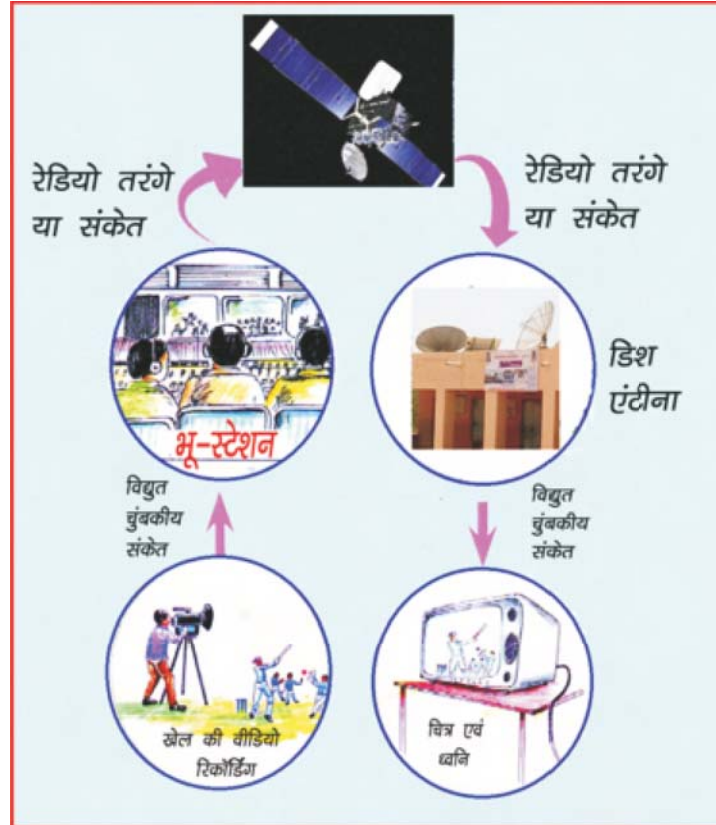 रेडियो तरंगे
या संकेत
रेडियो तरंगे
या संकेत
भू-स्टेशन
डिश
एंटीना
विद्युत
चुंबकीय
संकेत
विद्युत
चुंबकीय
संकेत
खेल की वीडियो
रिकॉर्डिंग
चित्र एवं
ध्वनि